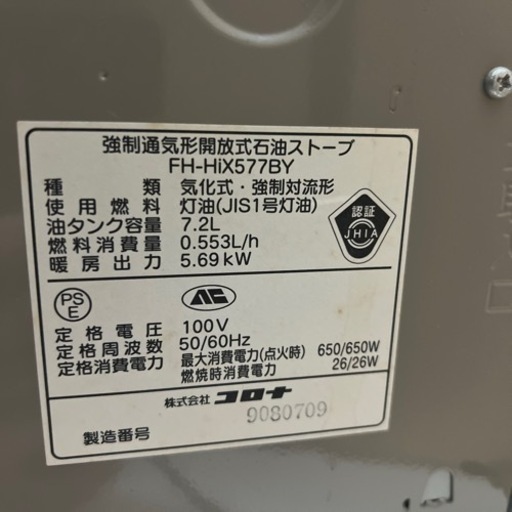 強制通気形開放式石油ストーブ
FH-HiX577BY
種類 気化式・強制対流形
使用燃料 灯油(JIS1号灯油)
油タンク容量 7.2L
燃料消費量 0.553L/h
暖房出力 5.69kW
認証
JHIA
PS
E
定格電圧 100V
定格周波数 50/60Hz
定格消費電力 最大消費電力(点火時) 650/650W
燃焼時消費電力 26/26W
株式会社 コロナ
製造番号 9080709